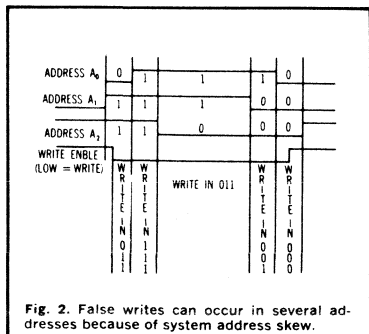 ADDRESS A₀ 0 1 1 1 0
ADDRESS A₁ 1 1 1 0 0
ADDRESS A₂ 1 1 0 0 0
WRITE ENBLE
(LOW = WRITE)
WRITE IN 011
WRITE IN 111
WRITE IN 011
WRITE IN 001
WRITE IN 000
Fig. 2. False writes can occur in several ad-
dresses because of system address skew.